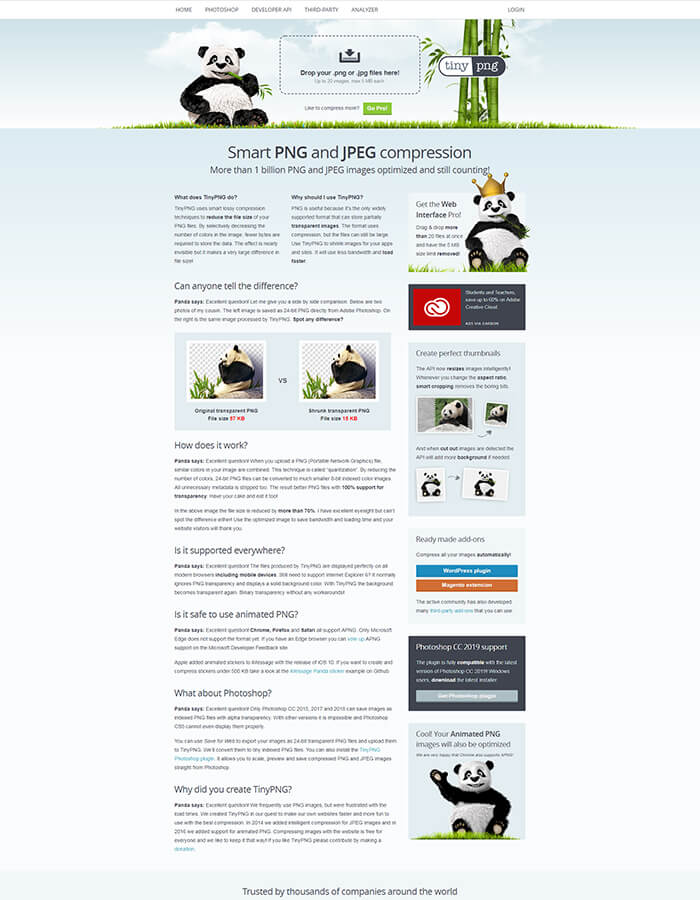 HOME PHOTOSHOP DEVELOPER API THIRD-PARTY ANALYZER LOGIN
Drop your .png or .jpg files here!
Up to 20 images, max 5 MB each
Like to compress more? Go Pro!
tiny png
Smart PNG and JPEG compression
More than 1 billion PNG and JPEG images optimized and still counting!
What does TinyPNG do?
TinyPNG uses smart lossy compression
techniques to reduce the file size of your
PNG files. By selectively decreasing the
number of colors in the image, fewer bytes are
required to store the data. The effect is nearly
invisible but it makes a very large difference in
file size!
Why should I use TinyPNG?
PNG is useful because it's the only widely
supported format that can store partially
transparent images. The format uses
compression, but the files can still be large.
Use TinyPNG to shrink images for your apps
and sites. It will use less bandwidth and load
faster.
Can anyone tell the difference?
Panda says: Excellent question! Let me give you a side by side comparison. Below are two
photos of my cousin. The left image is saved as 24-bit PNG directly from Adobe Photoshop. On
the right is the same image processed by TinyPNG. Spot any difference?
Original transparent PNG
File size 57 KB
VS
Shrunk transparent PNG
File size 15 KB
How does it work?
Panda says: Excellent question! When you upload a PNG (Portable Network Graphics) file,
similar colors in your image are combined. This technique is called "quantization". By reducing the
number of colors, 24-bit PNG files can be converted to much smaller 8-bit indexed color images.
All unnecessary metadata is stripped too. The result better PNG files with 100% support for
transparency. Have your cake and eat it too!
In the above image the file size is reduced by more than 70%. I have excellent eyesight but can't
spot the difference either! Use the optimized image to save bandwidth and loading time and your
website visitors will thank you.
Is it supported everywhere?
Panda says: Excellent question! The files produced by TinyPNG are displayed perfectly on all
modern browsers including mobile devices. Still need to support Internet Explorer 6? It normally
ignores PNG transparency and displays a solid background color. With TinyPNG the background
becomes transparent again. Binary transparency without any workarounds!
Is it safe to use animated PNG?
Panda says: Excellent question! Chrome, Firefox and Safari all support APNG. Only Microsoft
Edge does not support the format yet. If you have an Edge browser you can vote up APNG
support on the Microsoft Developer Feedback site.
Apple added animated stickers to iMessage with the release of iOS 10. If you want to create and
compress stickers under 500 KB take a look at the iMessage Panda sticker example on Github
What about Photoshop?
Panda says: Excellent question! Only Photoshop CC 2015, 2017 and 2018 can save images as
indexed PNG files with alpha transparency. With other versions it is impossible and Photoshop
CS5 cannot even display them properly.
You can use Save for Web to export your images as 24-bit transparent PNG files and upload them
to TinyPNG. We'll convert them to tiny indexed PNG files. You can also install the TinyPNG
Photoshop plugin. It allows you to scale, preview and save compressed PNG and JPEG images
straight from Photoshop.
Why did you create TinyPNG?
Panda says: Excellent question! We frequently use PNG images, but were frustrated with the
load times. We created TinyPNG in our quest to make our own websites faster and more fun to
use with the best compression. In 2014 we added intelligent compression for JPEG images and in
2016 we added support for animated PNG. Compressing images with the website is free for
everyone and we like to keep it that way! If you like TinyPNG please contribute by making a
donation.
Get the Web
Interface Pro!
Drag & drop more
than 20 files at once
and have the 5 MB
size limit removed!
Students and Teachers,
save up to 60% on Adobe
Creative Cloud.
ADS VIA CARBON
Create perfect thumbnails
The API now resizes images intelligently!
Whenever you change the aspect ratio,
smart cropping removes the boring bits.
And when cut out images are detected the
API will add more background if needed.
Ready made add-ons
Compress all your images automatically!
WordPress plugin
Magento extension
The active community has also developed
many third-party add-ons that you can use.
Photoshop CC 2019 support
The plugin is fully compatible with the latest
version of Photoshop CC 2019! Windows
users, download the latest installer.
Get Photoshop plugin
Cool! Your Animated PNG
images will also be optimized
We are very happy that Chrome also supports APNG!
Trusted by thousands of companies around the world